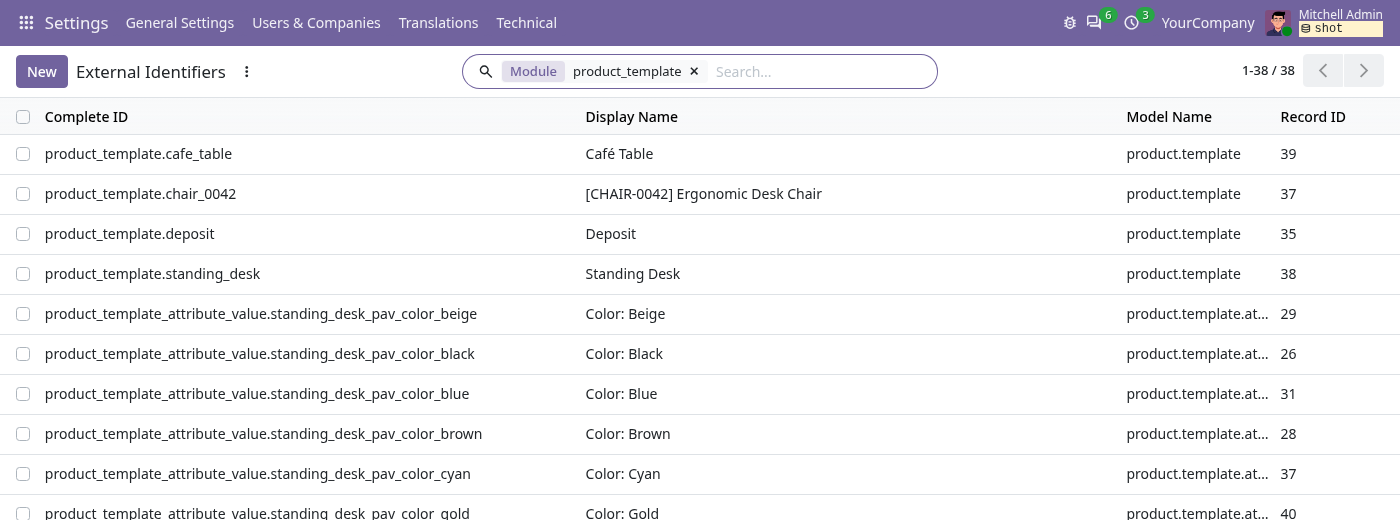 Settings General Settings Users & Companies Translations Technical 6 3 YourCompany Mitchell Admin
shot
New External Identifiers Module product_template Search... 1-38 / 38
Complete ID Display Name Model Name Record ID
product_template.cafe_table Café Table product.template 39
product_template.chair_0042 [CHAIR-0042] Ergonomic Desk Chair product.template 37
product_template.deposit Deposit product.template 35
product_template.standing_desk Standing Desk product.template 38
product_template_attribute_value.standing_desk_pav_color_beige Color: Beige product.template.at... 29
product_template_attribute_value.standing_desk_pav_color_black Color: Black product.template.at... 26
product_template_attribute_value.standing_desk_pav_color_blue Color: Blue product.template.at... 31
product_template_attribute_value.standing_desk_pav_color_brown Color: Brown product.template.at... 28
product_template_attribute_value.standing_desk_pav_color_cyan Color: Cyan product.template.at... 37
product_template_attribute_value.standing_desk_pav_color_gold Color: Gold product.template.at... 40